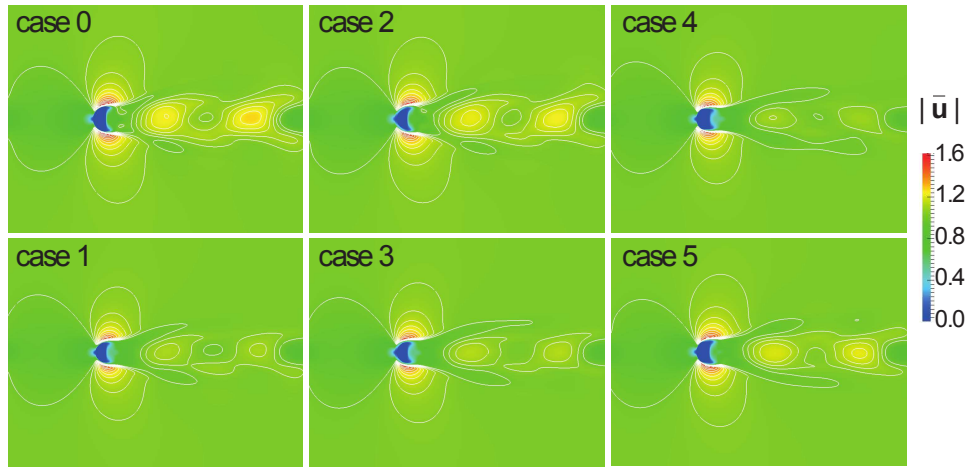 case 0
case 2
case 4
case 1
case 3
case 5
| ū |
1.6
1.2
0.8
0.4
0.0